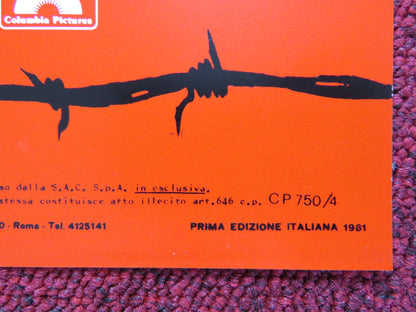 Columbia Pictures
so dalla S.A.C. S.p.A. in esclusiva.
stessa costituisce atto illecito art.646 c.p. CP 750/4
0 - Roma - Tel. 4125141
PRIMA EDIZIONE ITALIANA 1981